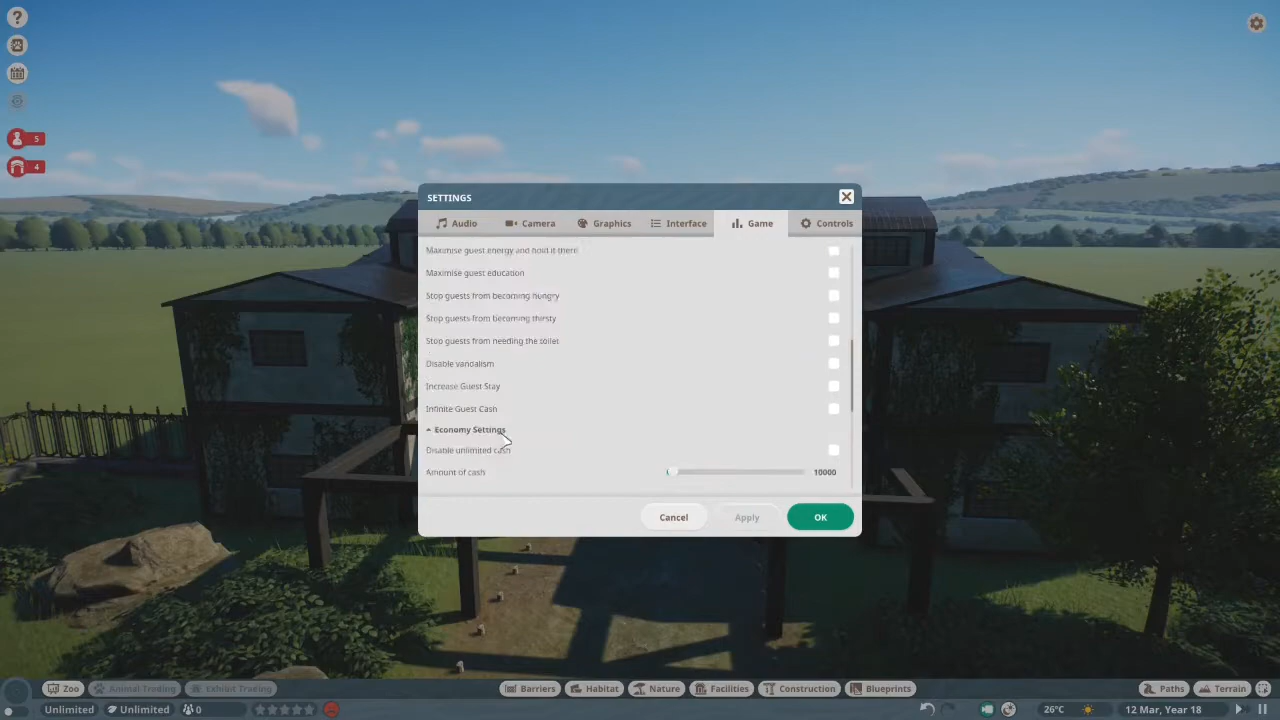 ?
5
4
SETTINGS
Audio Camera Graphics Interface Game Controls
Maximise guest energy and hold it there
Maximise guest education
Stop guests from becoming hungry
Stop guests from becoming thirsty
Stop guests from needing the toilet
Disable vandalism
Increase Guest Stay
Infinite Guest Cash
Economy Settings
Disable unlimited cash
Amount of cash 10000
Cancel Apply OK
Zoo Animal Trading Exhibit Trading Barriers Habitat Nature Facilities Construction Blueprints Paths Terrain
Unlimited Unlimited 0 26°C 12 Mar, Year 18